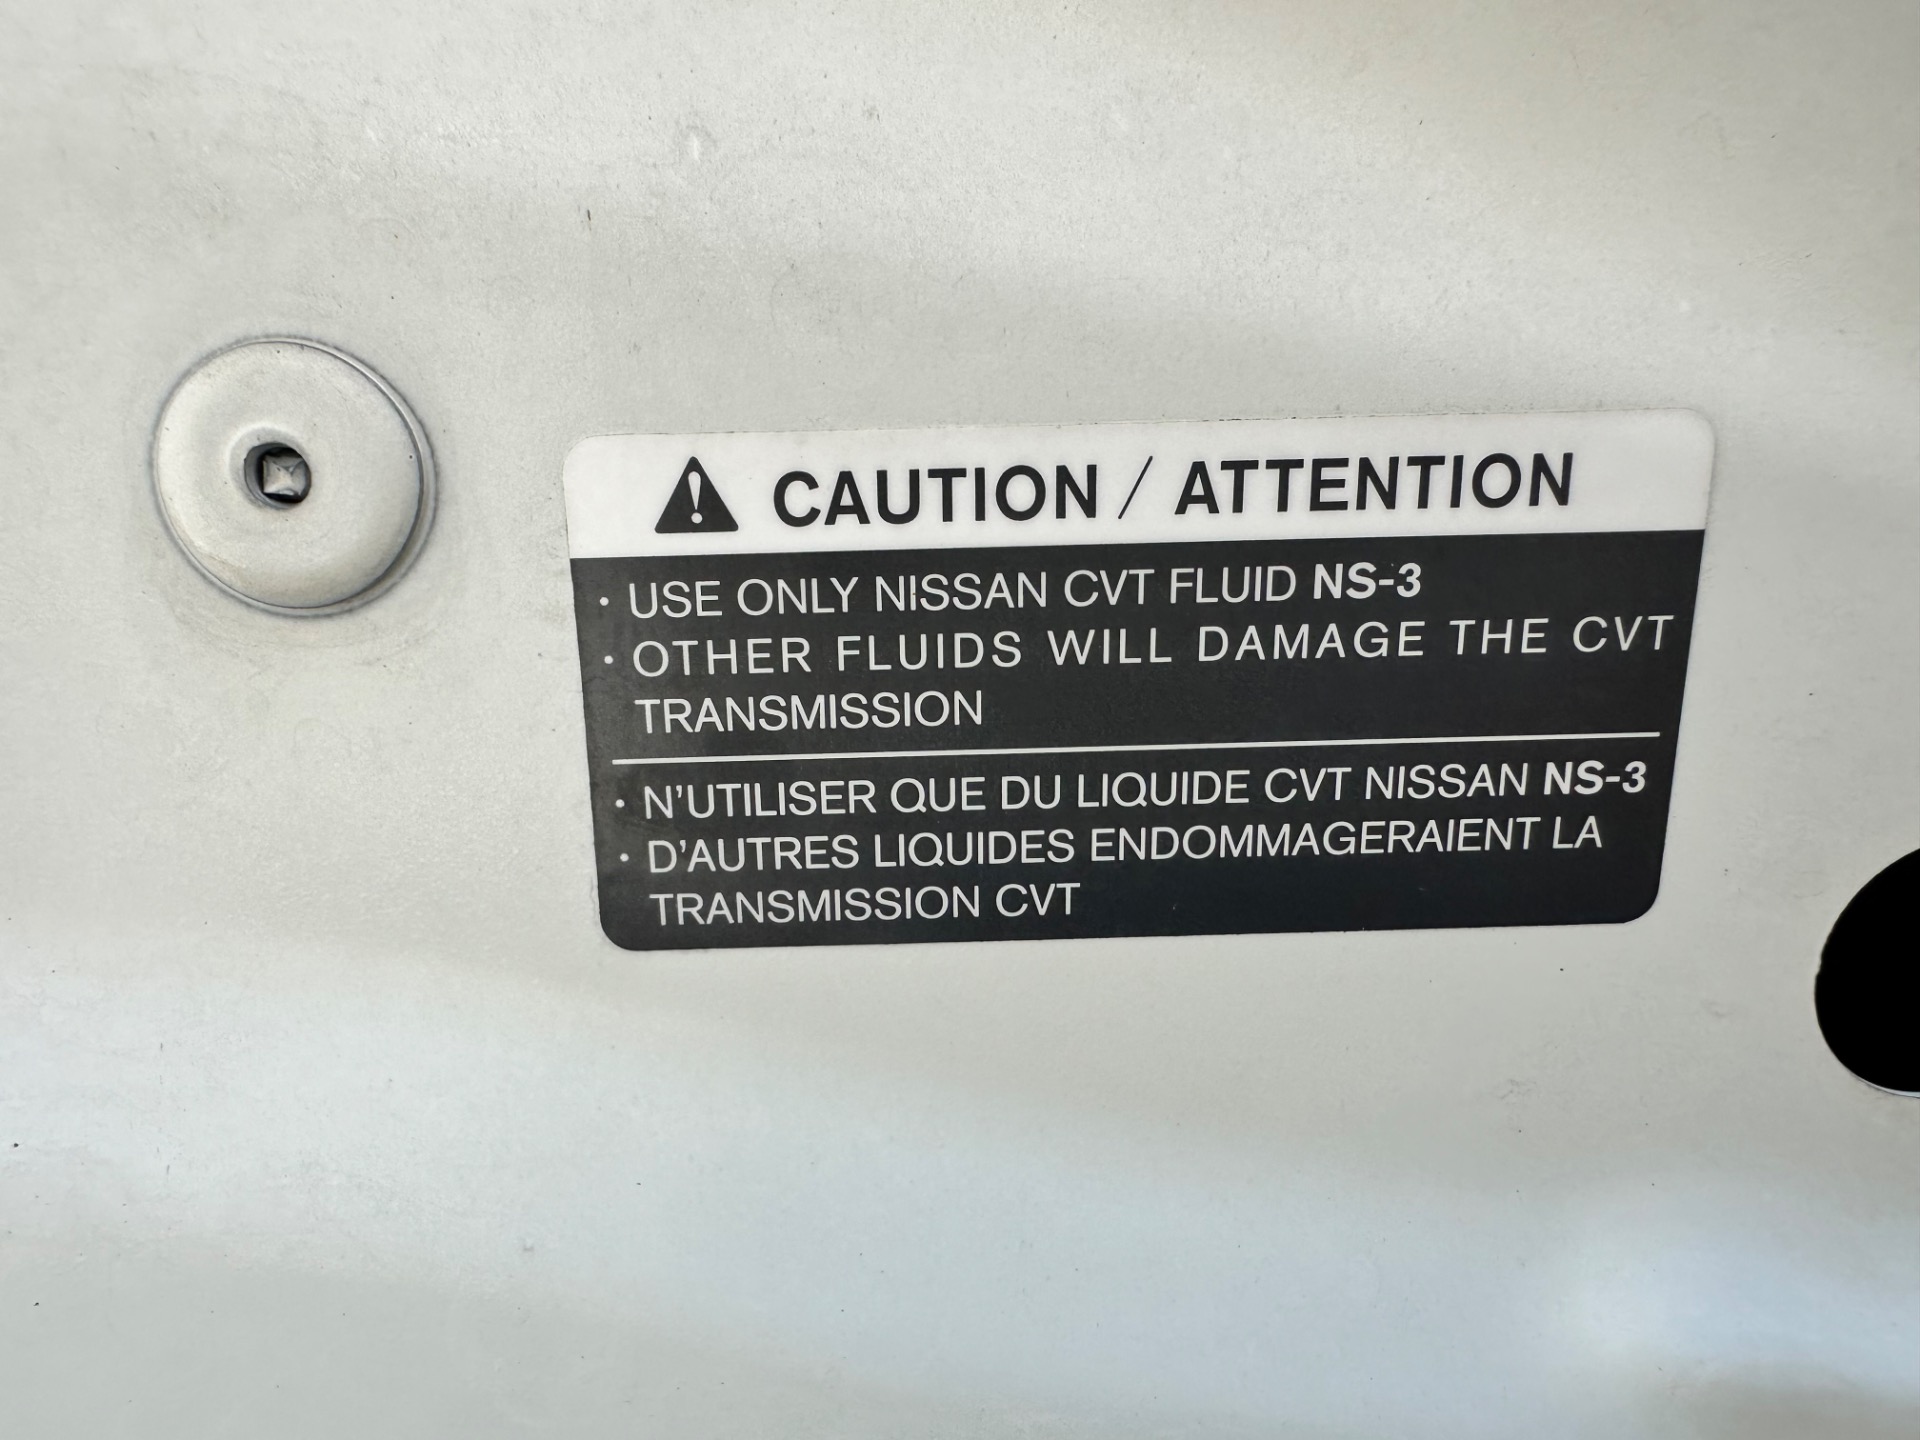 CAUTION / ATTENTION
· USE ONLY NISSAN CVT FLUID NS-3
· OTHER FLUIDS WILL DAMAGE THE CVT
TRANSMISSION
· N'UTILISER QUE DU LIQUIDE CVT NISSAN NS-3
· D'AUTRES LIQUIDES ENDOMMAGERAIENT LA
TRANSMISSION CVT